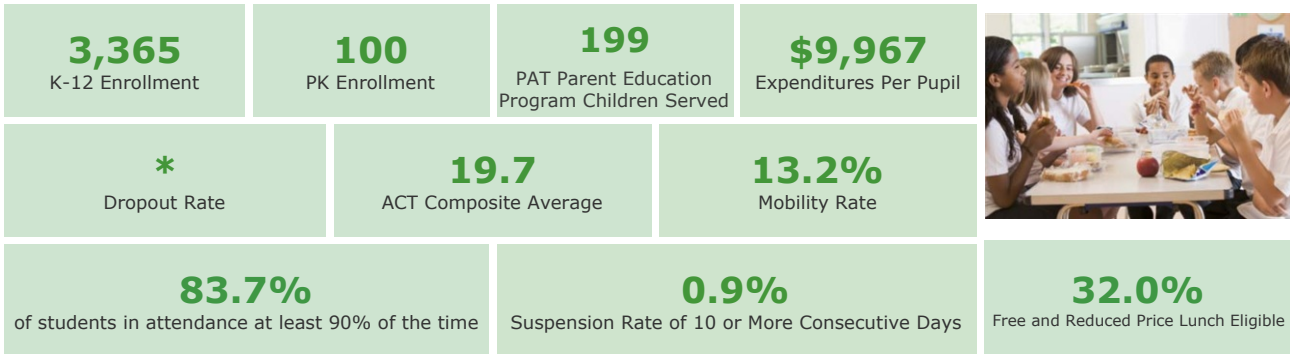 3,365
K-12 Enrollment
100
PK Enrollment
199
PAT Parent Education
Program Children Served
$9,967
Expenditures Per Pupil
*
Dropout Rate
19.7
ACT Composite Average
13.2%
Mobility Rate
83.7%
of students in attendance at least 90% of the time
0.9%
Suspension Rate of 10 or More Consecutive Days
32.0%
Free and Reduced Price Lunch Eligible